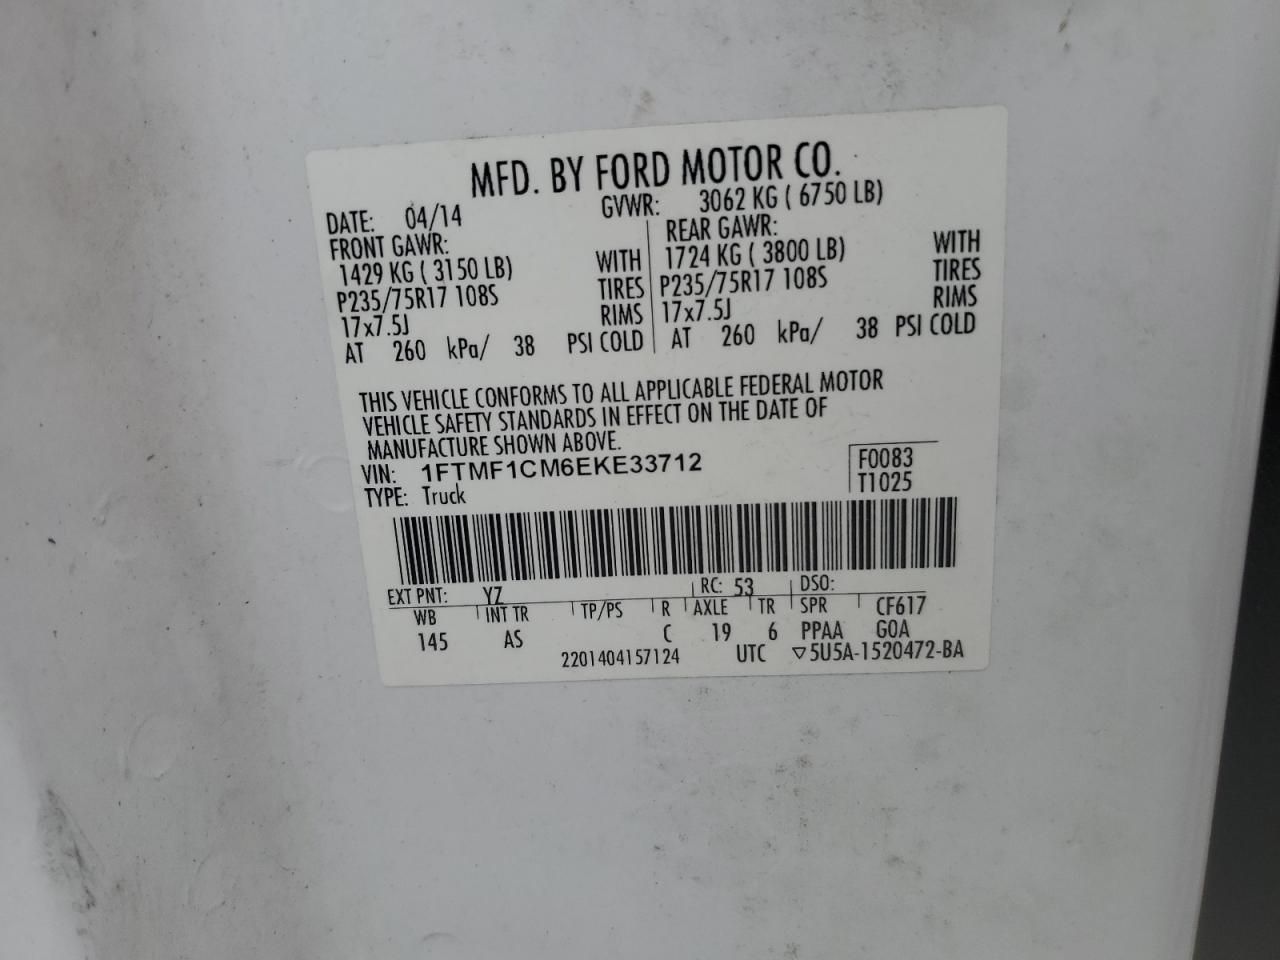 MFD. BY FORD MOTOR CO.
DATE: 04/14 GVWR: 3062 KG ( 6750 LB)
FRONT GAWR: REAR GAWR:
1429 KG ( 3150 LB) WITH 1724 KG ( 3800 LB) WITH
P235/75R17 108S TIRES P235/75R17 108S TIRES
17x7.5J RIMS 17x7.5J RIMS
AT 260 kPa/ 38 PSI COLD AT 260 kPa/ 38 PSI COLD
THIS VEHICLE CONFORMS TO ALL APPLICABLE FEDERAL MOTOR
VEHICLE SAFETY STANDARDS IN EFFECT ON THE DATE OF
MANUFACTURE SHOWN ABOVE.
VIN: 1FTMF1CM6EKE33712 F0083
TYPE: Truck T1025
EXT PNT: YZ RC: 53 DSO:
WB INT TR TP/PS R AXLE TR SPR CF617
145 AS C 19 6 PPAA G0A
2201404157124 UTC ▽5U5A-1520472-BA